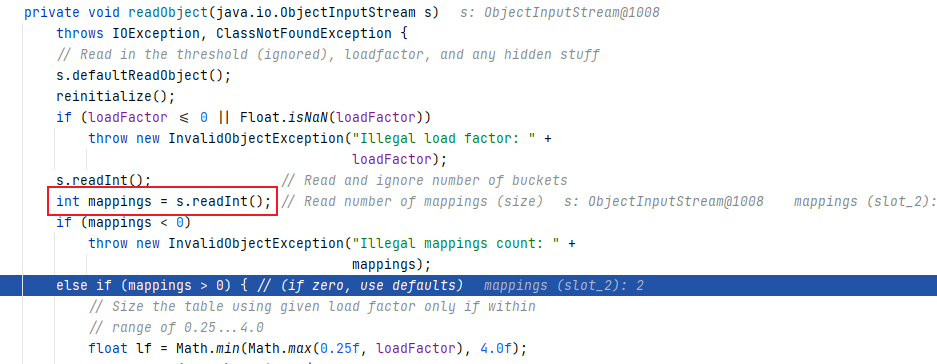 private void readObject(java.io.ObjectInputStream s)   s: ObjectInputStream@1008
    throws IOException, ClassNotFoundException {
    // Read in the threshold (ignored), loadfactor, and any hidden stuff
    s.defaultReadObject();
    reinitialize();
    if (loadFactor <= 0 || Float.isNaN(loadFactor))
        throw new InvalidObjectException("Illegal load factor: " +
                                         loadFactor);
    s.readInt();                // Read and ignore number of buckets
    int mappings = s.readInt(); // Read number of mappings (size)   s: ObjectInputStream@1008    mappings (slot_2):
    if (mappings < 0)
        throw new InvalidObjectException("Illegal mappings count: " +
                                         mappings);
    else if (mappings > 0) { // (if zero, use defaults)   mappings (slot_2): 2
        // Size the table using given load factor only if within
        // range of 0.25...4.0
        float lf = Math.min(Math.max(0.25f, loadFactor), 4.0f);